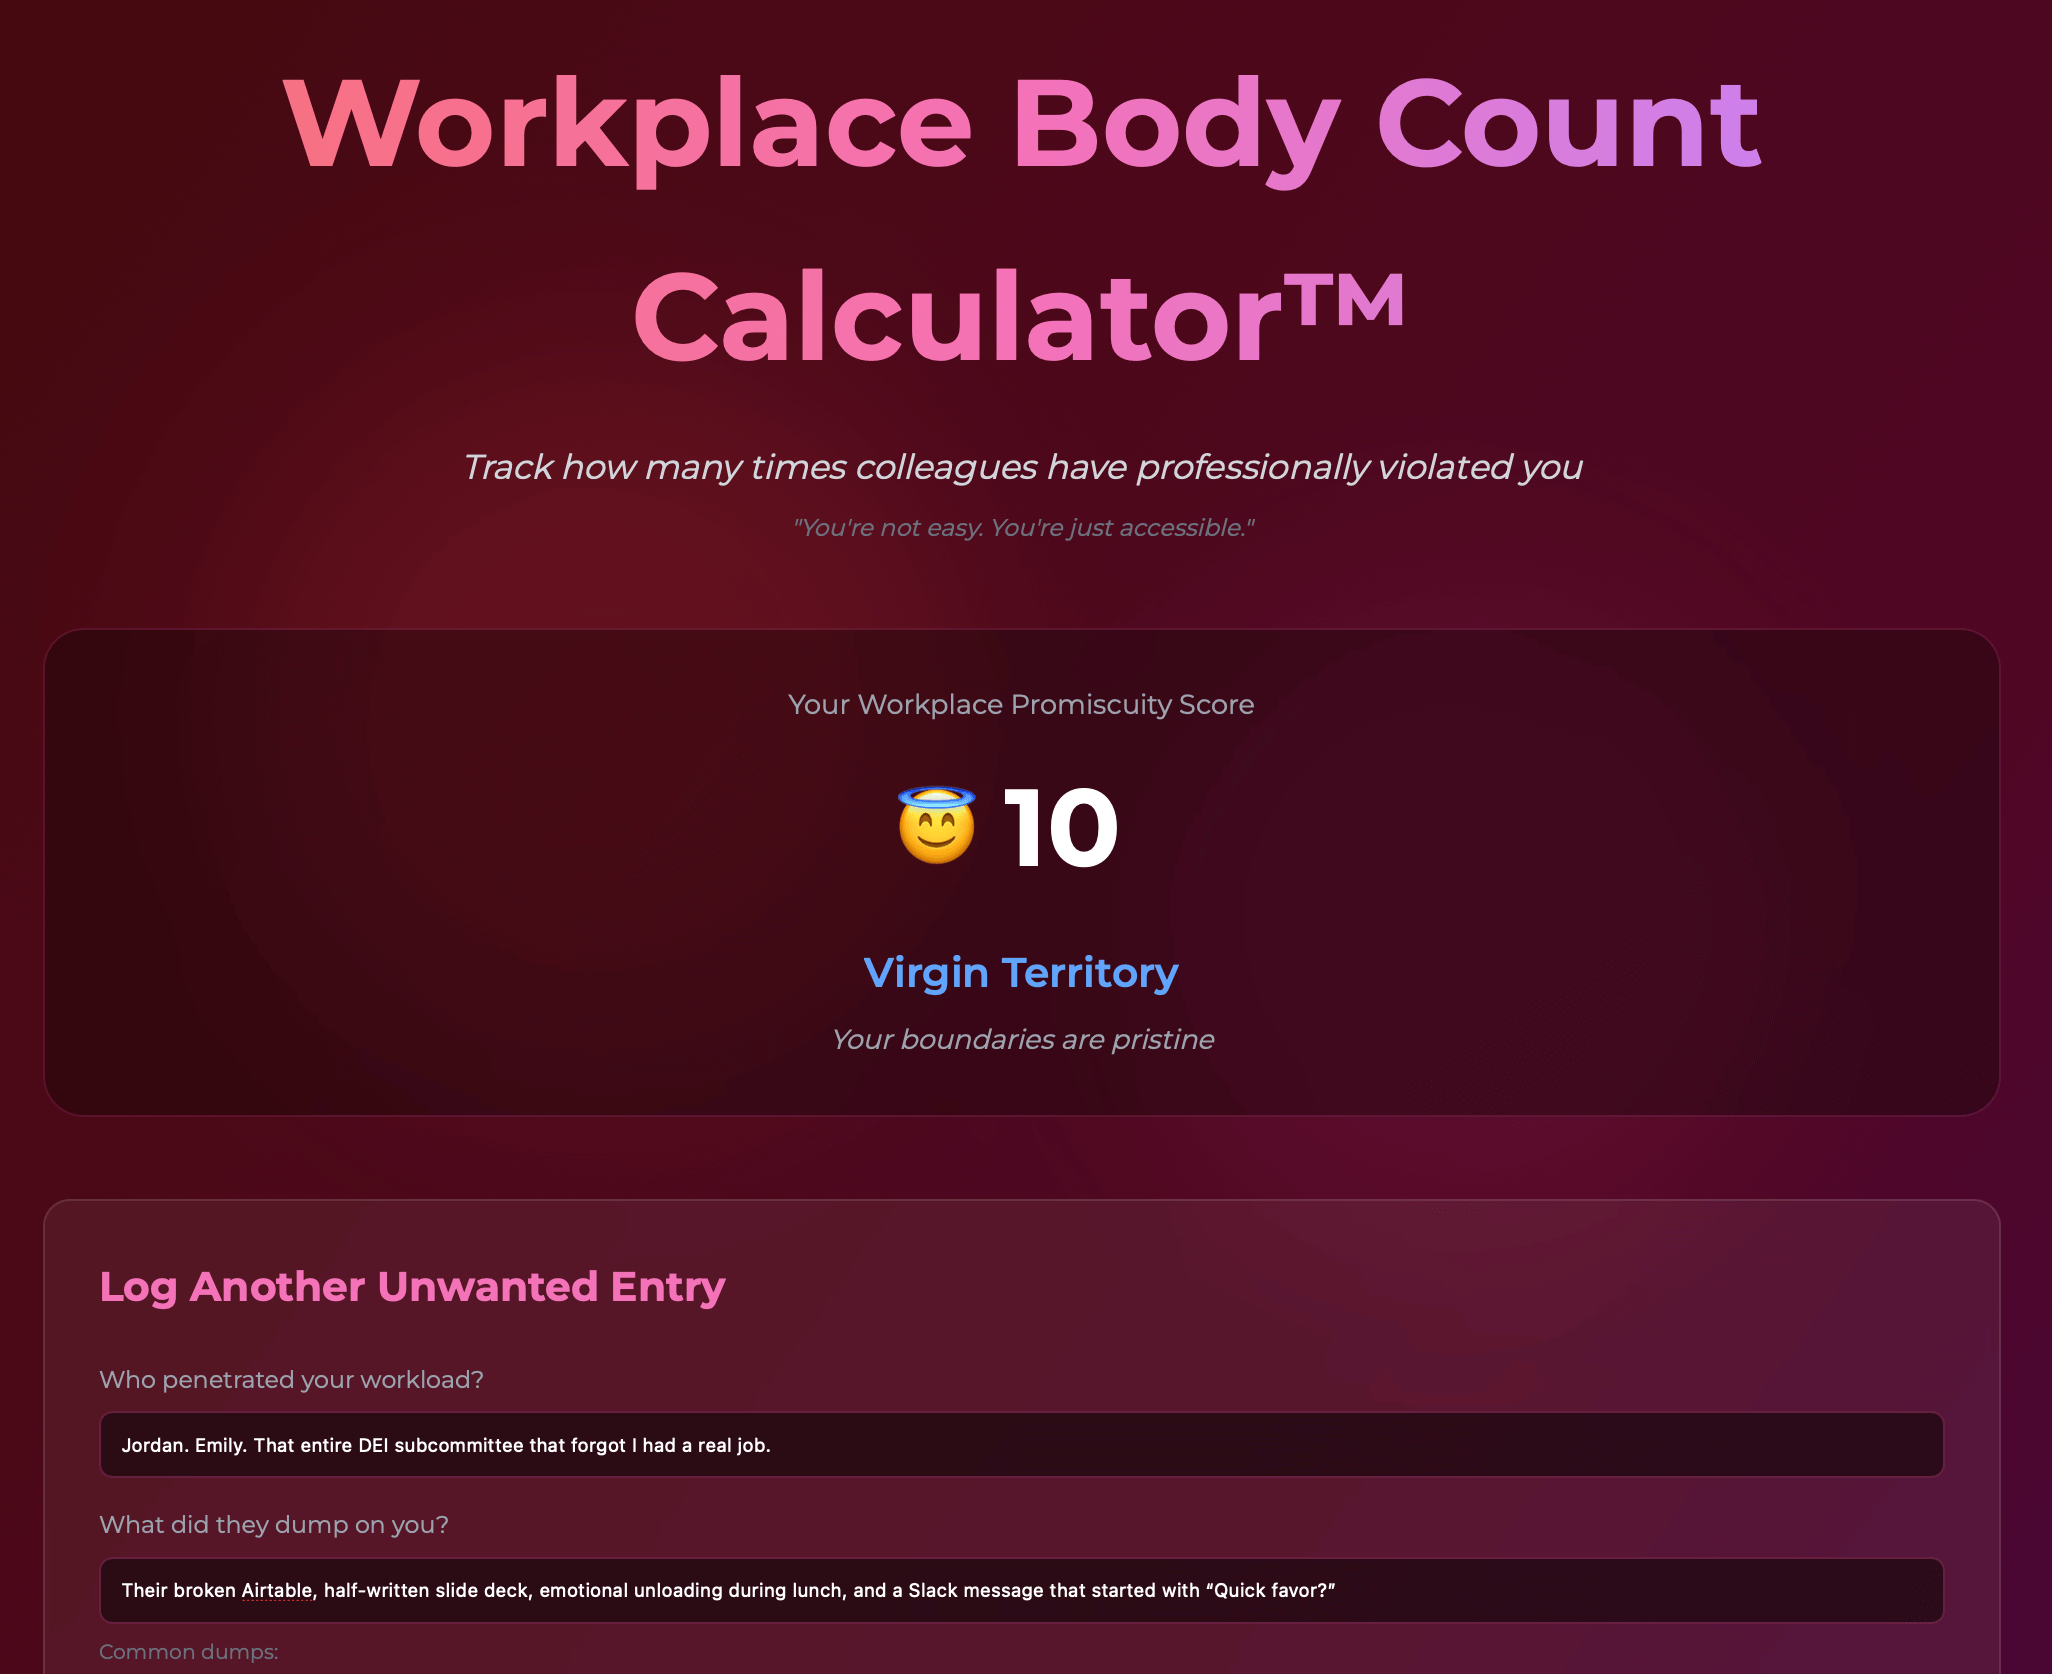 Workplace Body Count
Calculator™
Track how many times colleagues have professionally violated you
"You're not easy. You're just accessible."
Your Workplace Promiscuity Score
10
Virgin Territory
Your boundaries are pristine
Log Another Unwanted Entry
Who penetrated your workload?
Jordan. Emily. That entire DEI subcommittee that forgot I had a real job.
What did they dump on you?
Their broken Airtable, half-written slide deck, emotional unloading during lunch, and a Slack message that started with “Quick favor?”
Common dumps: